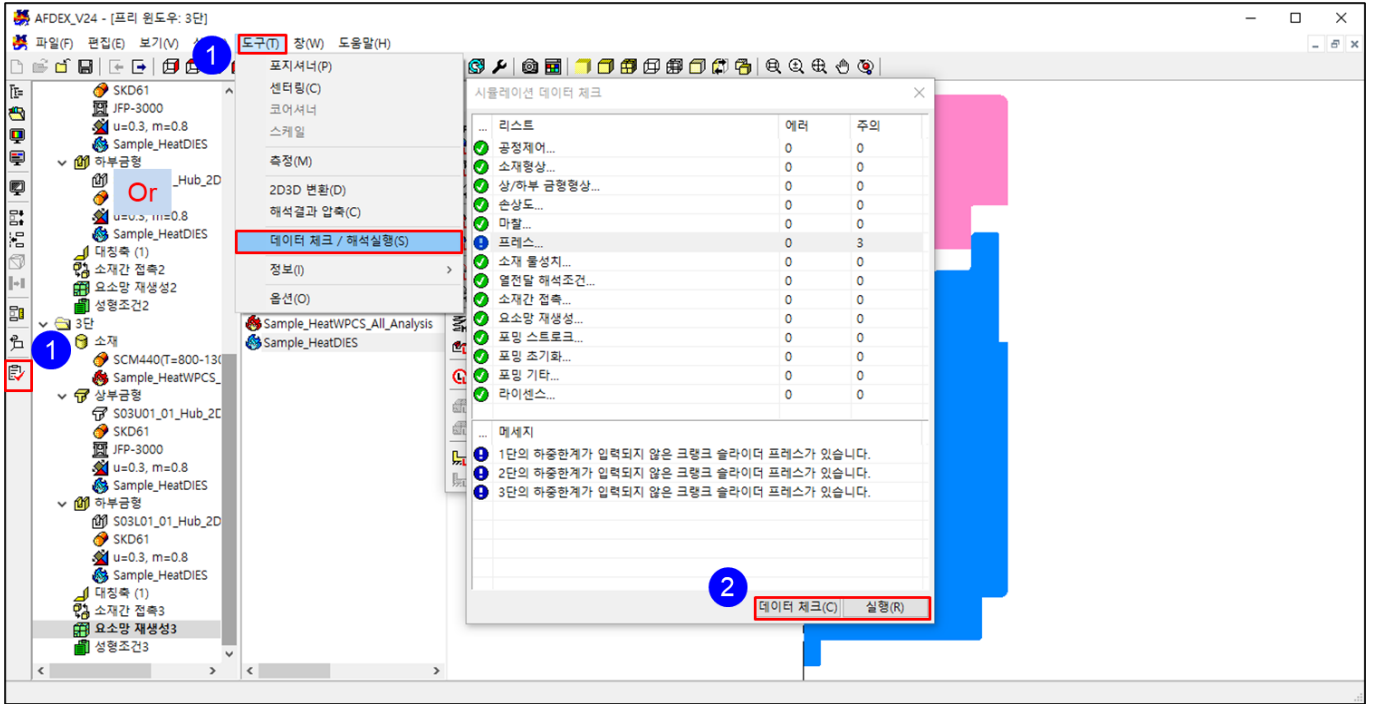 AFDEX_V24 - [프리 윈도우: 3단]
파일(F) 편집(E) 보기(V) 도구(T) 창(W) 도움말(H)
1
SKD61
JFP-3000
u=0.3, m=0.8
Sample_HeatDIES
하부금형
_Hub_2D
Or
u=0.3, m=0.8
Sample_HeatDIES
대칭축 (1)
소재간 접촉2
요소망 재생성2
성형조건2
3단
소재
1
SCM440(T=800-130
Sample_HeatWPCS_
상부금형
S03U01_01_Hub_2D
SKD61
JFP-3000
u=0.3, m=0.8
Sample_HeatDIES
하부금형
S03L01_01_Hub_2D
SKD61
u=0.3, m=0.8
Sample_HeatDIES
대칭축 (1)
소재간 접촉3
요소망 재생성3
성형조건3
포지셔너(P)
센터링(C)
코어셔너
스케일
측정(M)
2D3D 변환(D)
해석결과 압축(C)
데이터 체크 / 해석실행(S)
정보(I)
옵션(O)
Sample_HeatWPCS_All_Analysis
Sample_HeatDIES
시뮬레이션 데이터 체크
... 리스트 에러 주의
공정제어... 0 0
소재형상... 0 0
상/하부 금형형상... 0 0
손상도... 0 0
마찰... 0 0
프레스... 0 3
소재 물성치... 0 0
열전달 해석조건... 0 0
소재간 접촉... 0 0
요소망 재생성... 0 0
포밍 스트로크... 0 0
포밍 초기화... 0 0
포밍 기타... 0 0
라이센스... 0 0
... 메세지
1단의 하중한계가 입력되지 않은 크랭크 슬라이더 프레스가 있습니다.
2단의 하중한계가 입력되지 않은 크랭크 슬라이더 프레스가 있습니다.
3단의 하중한계가 입력되지 않은 크랭크 슬라이더 프레스가 있습니다.
2
데이터 체크(C) 실행(R)